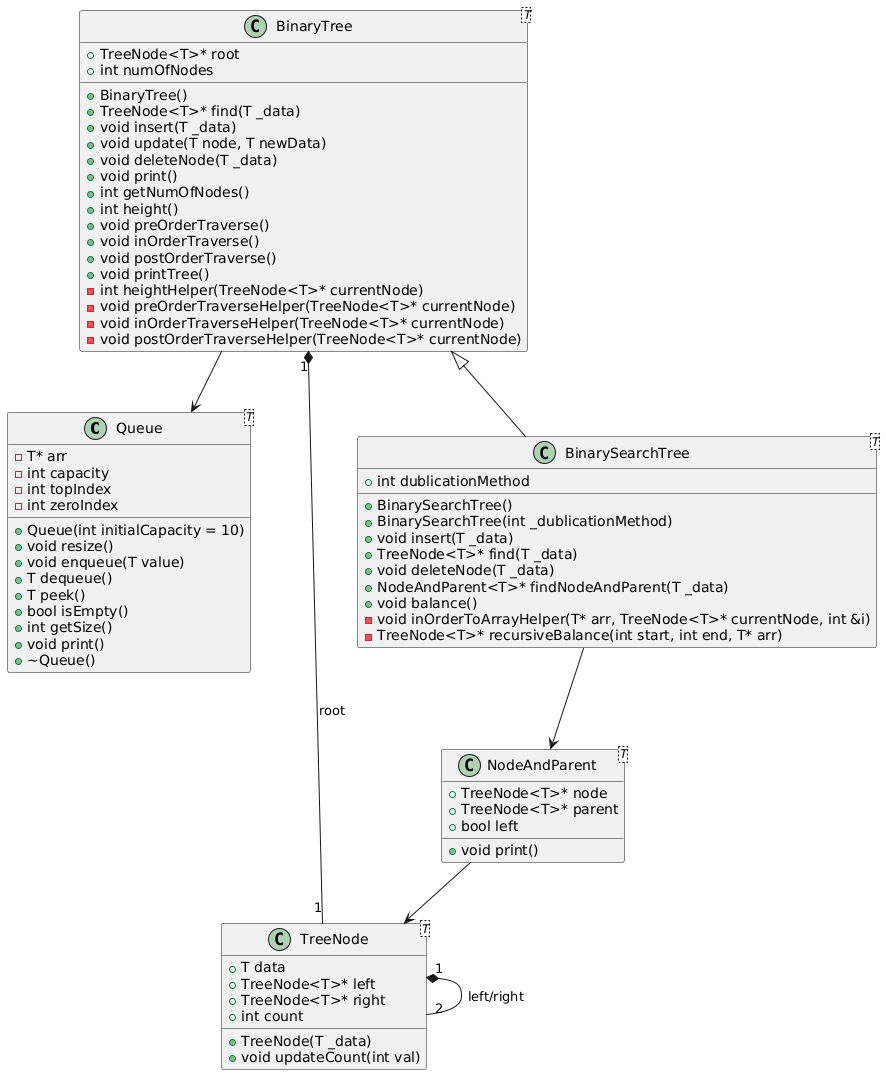 C BinaryTree T
TreeNode<T>* root
int numOfNodes
BinaryTree()
TreeNode<T>* find(T _data)
void insert(T _data)
void update(T node, T newData)
void deleteNode(T _data)
void print()
int getNumOfNodes()
int height()
void preOrderTraverse()
void inOrderTraverse()
void postOrderTraverse()
void printTree()
int heightHelper(TreeNode<T>* currentNode)
void preOrderTraverseHelper(TreeNode<T>* currentNode)
void inOrderTraverseHelper(TreeNode<T>* currentNode)
void postOrderTraverseHelper(TreeNode<T>* currentNode)
1
C Queue T
T* arr
int capacity
int topIndex
int zeroIndex
Queue(int initialCapacity = 10)
void resize()
void enqueue(T value)
T dequeue()
T peek()
bool isEmpty()
int getSize()
void print()
~Queue()
C BinarySearchTree T
int dublicationMethod
BinarySearchTree()
BinarySearchTree(int _dublicationMethod)
void insert(T _data)
TreeNode<T>* find(T _data)
void deleteNode(T _data)
NodeAndParent<T>* findNodeAndParent(T _data)
void balance()
void inOrderToArrayHelper(T* arr, TreeNode<T>* currentNode, int &i)
TreeNode<T>* recursiveBalance(int start, int end, T* arr)
root
C NodeAndParent T
TreeNode<T>* node
TreeNode<T>* parent
bool left
void print()
1
C TreeNode T
T data
TreeNode<T>* left
TreeNode<T>* right
int count
TreeNode(T _data)
void updateCount(int val)
1
left/right
2